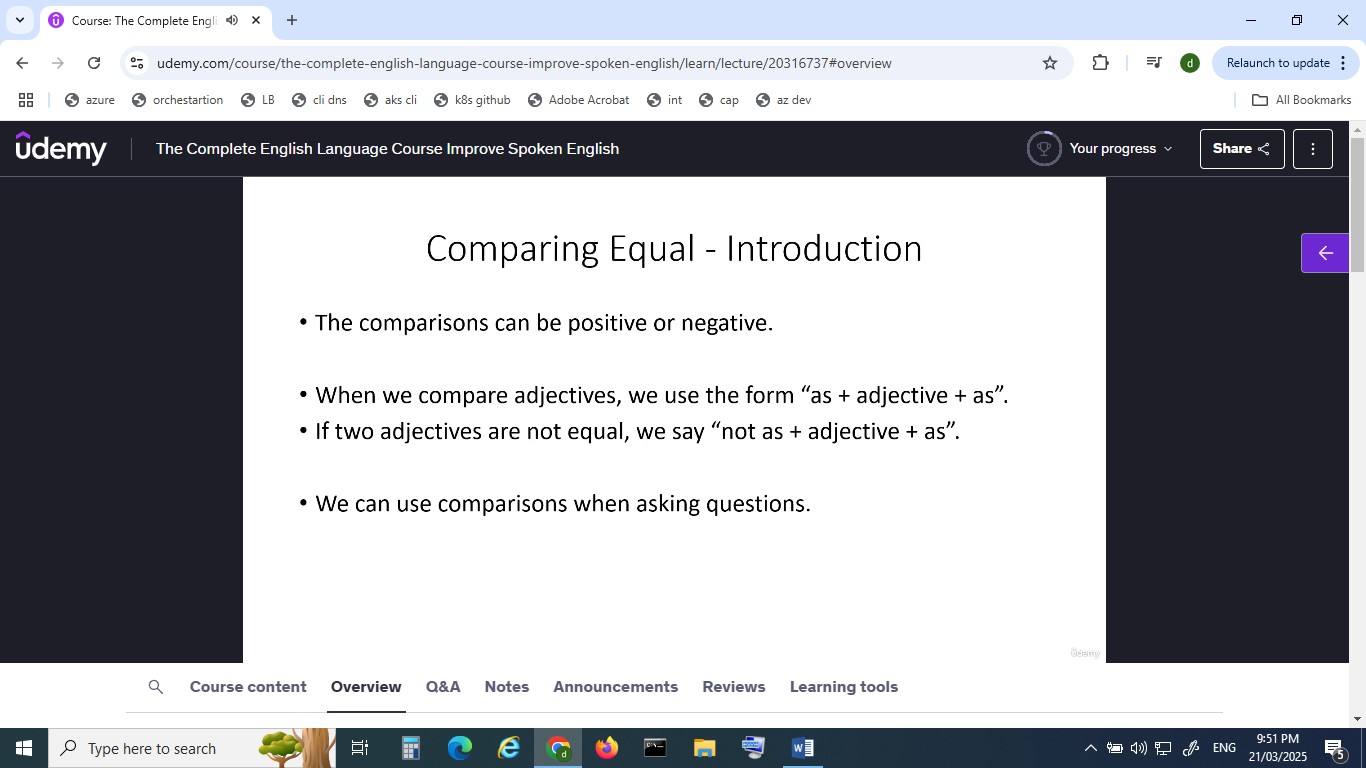 Course: The Complete Engli
udemy.com/course/the-complete-english-language-course-improve-spoken-english/learn/lecture/20316737#overview
d
Relaunch to update
azure
orchestartion
LB
cli dns
aks cli
k8s github
Adobe Acrobat
int
cap
az dev
All Bookmarks
ûdemy
The Complete English Language Course Improve Spoken English
Your progress
Share
Comparing Equal - Introduction
• The comparisons can be positive or negative.
• When we compare adjectives, we use the form “as + adjective + as”.
• If two adjectives are not equal, we say “not as + adjective + as”.
• We can use comparisons when asking questions.
ûdemy
Course content
Overview
Q&A
Notes
Announcements
Reviews
Learning tools
Type here to search
ENG
9:51 PM
21/03/2025
5